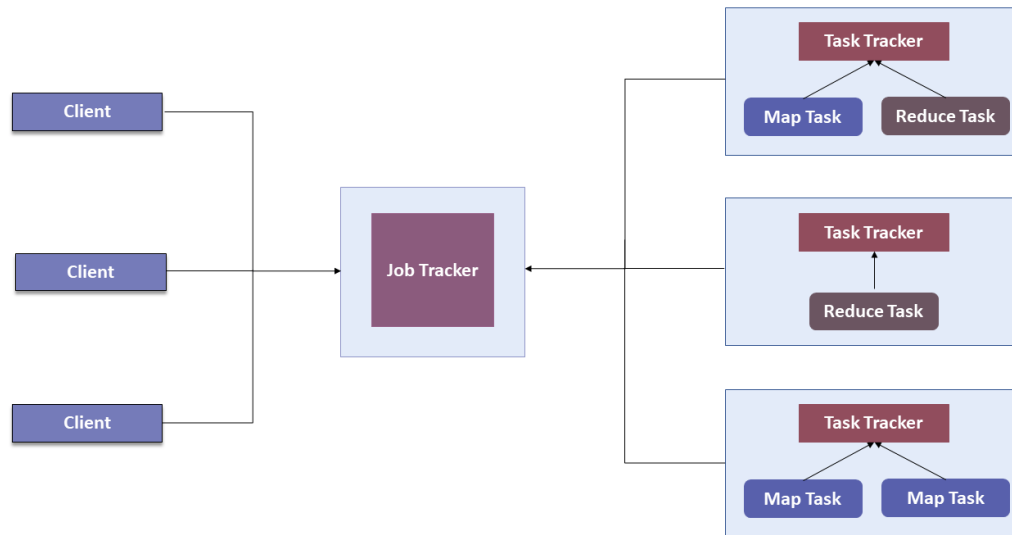 Client
Client
Client
Job Tracker
Task Tracker
Map Task
Reduce Task
Task Tracker
Reduce Task
Task Tracker
Map Task
Map Task